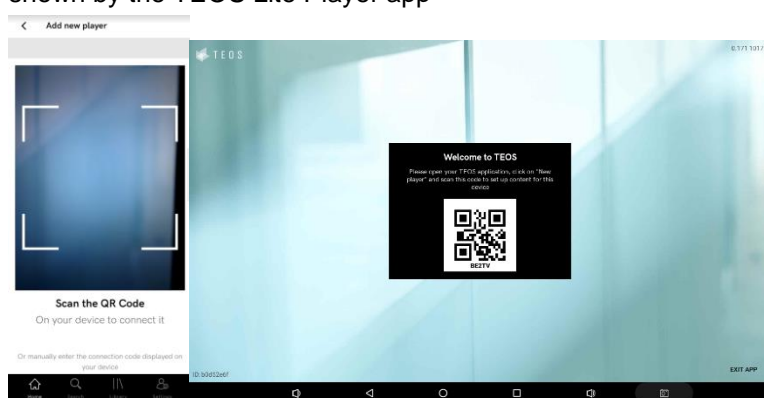 shown by the TEOS Lite Player app
Add new player
Scan the QR Code
On your device to connect it
Or manually enter the connection code displayed on
your device
Home
Search
Library
Settings
TEOS
Welcome to TEOS
Please open your TEOS application, click on "New
player" and scan this code to set up content for this
device
BE2TV
EXIT APP